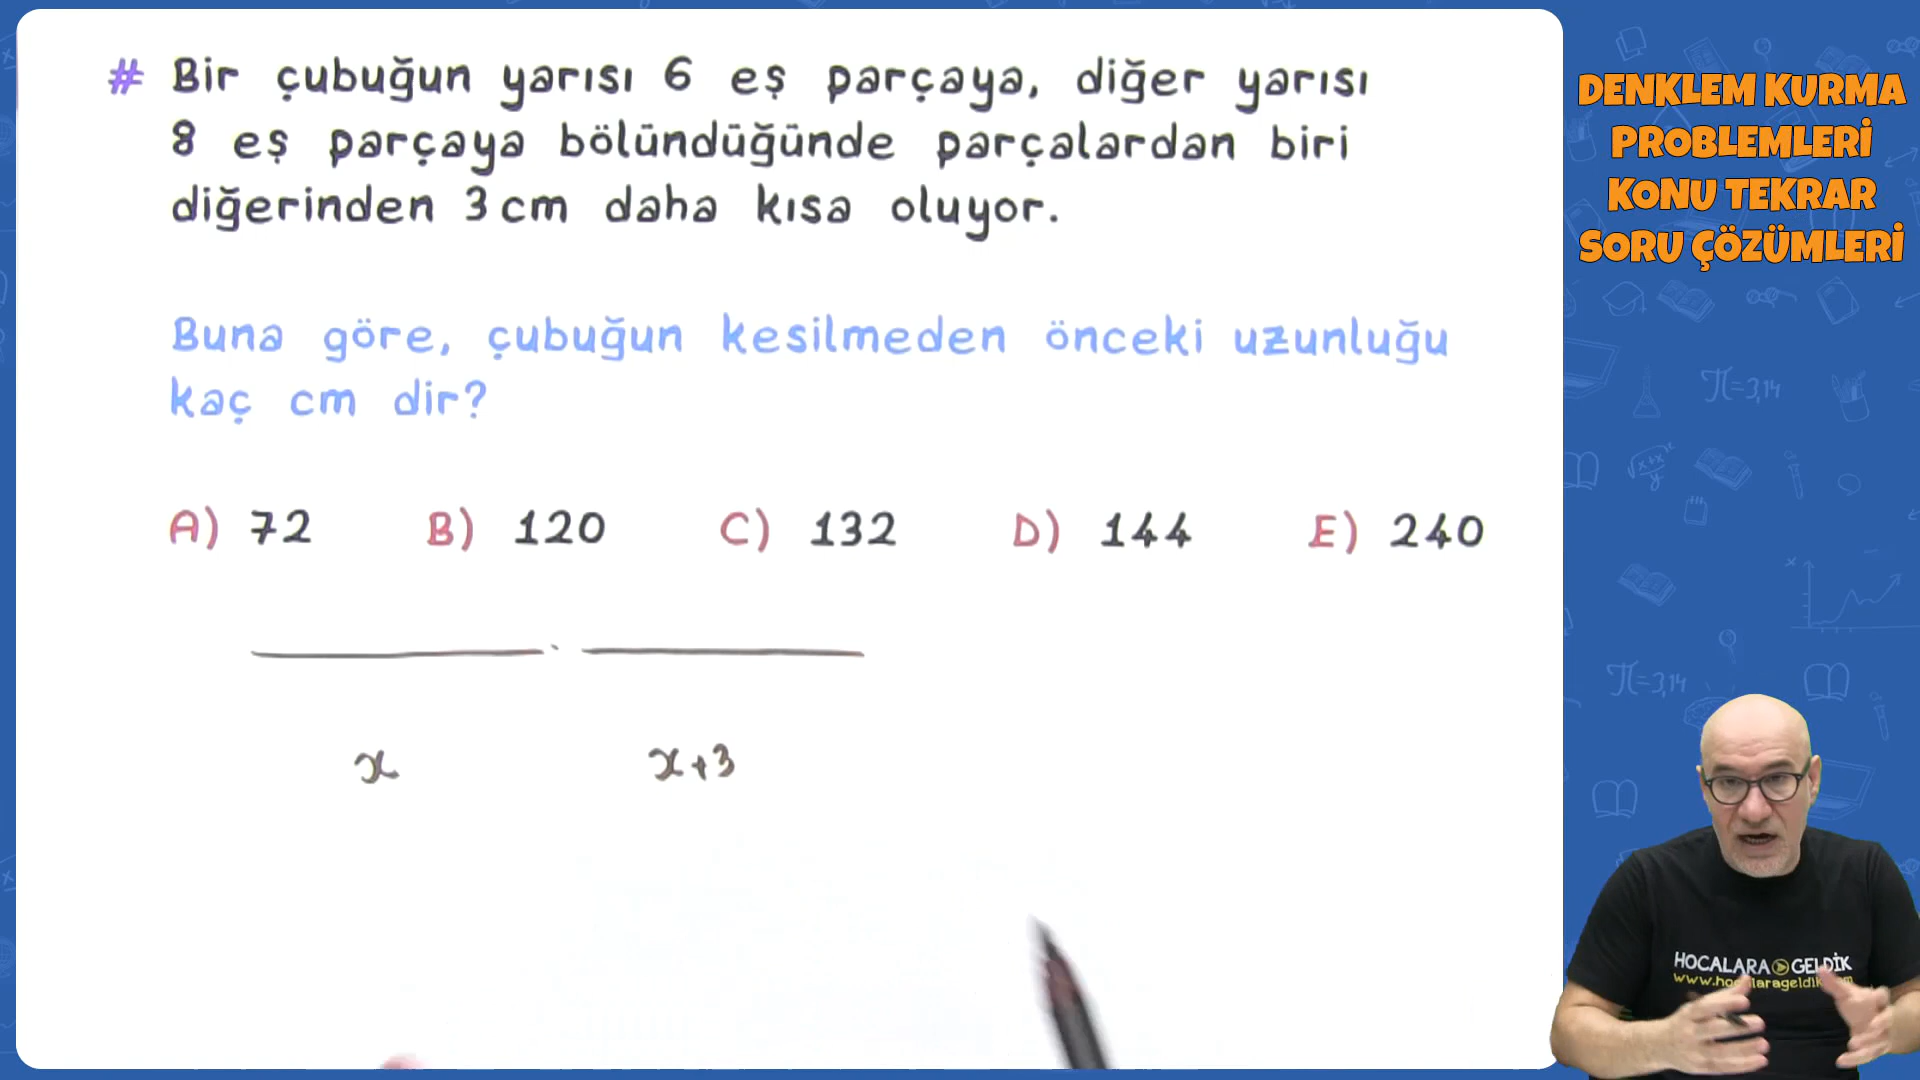 # Bir çubuğun yarısı 6 eş parçaya, diğer yarısı
8 eş parçaya bölündüğünde parçalardan biri
diğerinden 3 cm daha kısa oluyor.
Buna göre, çubuğun kesilmeden önceki uzunluğu
kaç cm dir?
A) 72 B) 120 C) 132 D) 144 E) 240
x x+3
DENKLEM KURMA
PROBLEMLERİ
KONU TEKRAR
SORU ÇÖZÜMLERİ
π=3,14
π=3,14
HOCALARA GELDİK